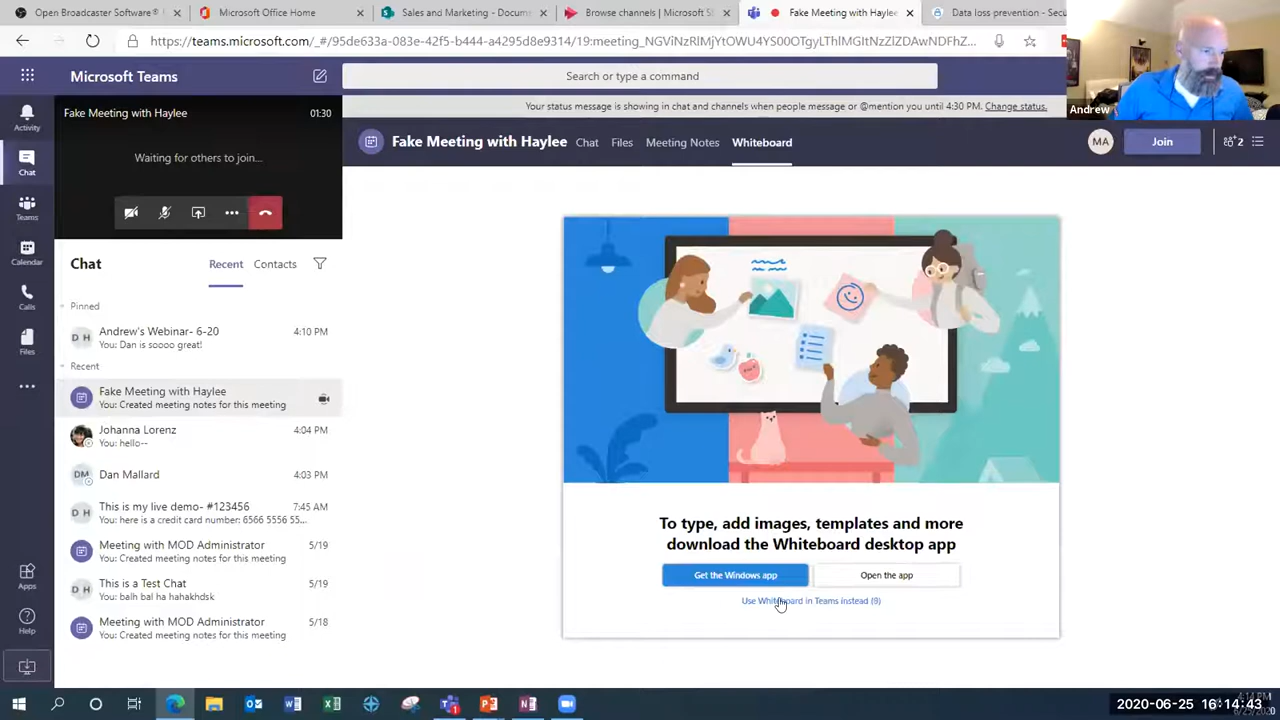 Open Broadcaster Software®
Microsoft Office Home
Sales and Marketing - Docum
Browse channels | Microsoft St
Fake Meeting with Haylee
Data loss prevention - Secu
https://teams.microsoft.com/_#/95de633a-083e-42f5-b444-a4295d8e9314/19:meeting_NGViNzRlMjYtOWU4YS00OTgyLThlMGItNzZlZDAwNDFhZ...
Microsoft Teams
Search or type a command
Your status message is showing in chat and channels when people message or @mention you until 4:30 PM. Change status.
Andrew
Activity
Chat
Teams
Calendar
Calls
Files
Apps
Help
Fake Meeting with Haylee
01:30
Waiting for others to join...
Fake Meeting with Haylee
Chat
Files
Meeting Notes
Whiteboard
MA
Join
2
Chat
Recent
Contacts
Pinned
D H
Andrew's Webinar- 6-20
4:10 PM
You: Dan is soooo great!
Recent
Fake Meeting with Haylee
You: Created meeting notes for this meeting
Johanna Lorenz
4:04 PM
You: hello--
DM
Dan Mallard
4:03 PM
D H
This is my live demo- #123456
7:45 AM
You: here is a credit card number: 6566 5556 55...
Meeting with MOD Administrator
5/19
You: Created meeting notes for this meeting
D H
This is a Test Chat
5/19
You: balh bal ha hahakhdsk
Meeting with MOD Administrator
5/18
You: Created meeting notes for this meeting
To type, add images, templates and more
download the Whiteboard desktop app
Get the Windows app
Open the app
Use Whiteboard in Teams instead (9)
2020-06-25 16:14:43